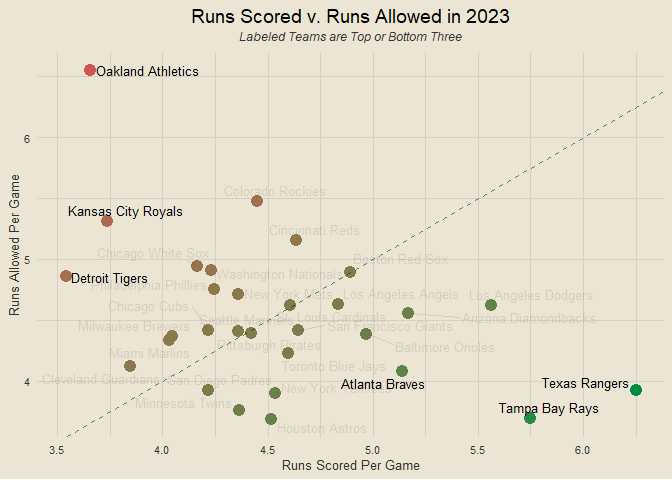 Runs Scored v. Runs Allowed in 2023
Labeled Teams are Top or Bottom Three
Oakland Athletics
Colorado Rockies
Kansas City Royals
Cincinnati Reds
Chicago White Sox
Boston Red Sox
Washington Nationals
Detroit Tigers
Philadelphia Phillies
New York Mets
Los Angeles Angels
Los Angeles Dodgers
Chicago Cubs
Seattle Mariners
St. Louis Cardinals
Arizona Diamondbacks
Milwaukee Brewers
San Francisco Giants
Pittsburgh Pirates
Baltimore Orioles
Miami Marlins
Toronto Blue Jays
Cleveland Guardians
San Diego Padres
Atlanta Braves
Texas Rangers
New York Yankees
Minnesota Twins
Tampa Bay Rays
Houston Astros
Runs Allowed Per Game
6
5
4
3.5
4.0
4.5
5.0
5.5
6.0
Runs Scored Per Game